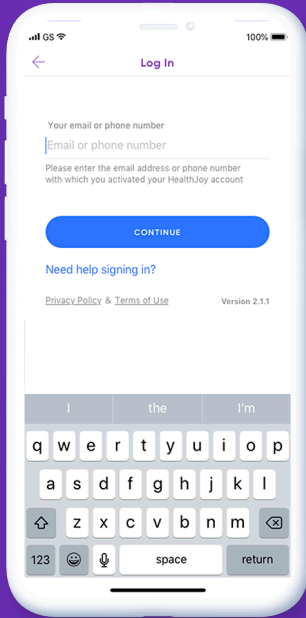 GS 100%
Log In
Your email or phone number
Email or phone number
Please enter the email address or phone number
with which you activated your HealthJoy account
CONTINUE
Need help signing in?
Privacy Policy & Terms of Use Version 2.1.1
I the I'm
q w e r t y u i o p
a s d f g h j k l
z x c v b n m
123 space return